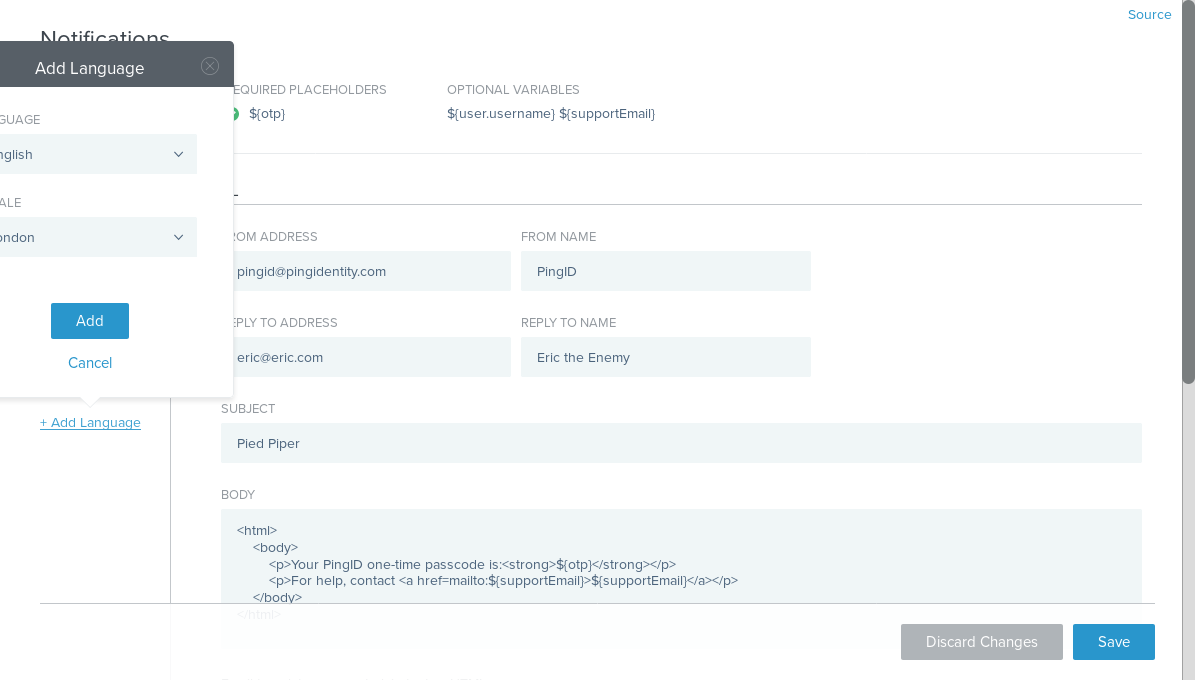 Source
Notifications
Add Language
EQUIRED PLACEHOLDERS
OPTIONAL VARIABLES
${otp}
${user.username} ${supportEmail}
GUAGE
nglish
ALE
ondon
ROM ADDRESS
FROM NAME
pingid@pingidentity.com
PingID
EPLY TO ADDRESS
REPLY TO NAME
eric@eric.com
Eric the Enemy
Add
Cancel
+ Add Language
SUBJECT
Pied Piper
BODY
<html>
<body>
<p>Your PingID one-time passcode is:<strong>${otp}</strong></p>
<p>For help, contact <a href=mailto:${supportEmail}>${supportEmail}</a></p>
</body>
</html>
Discard Changes
Save